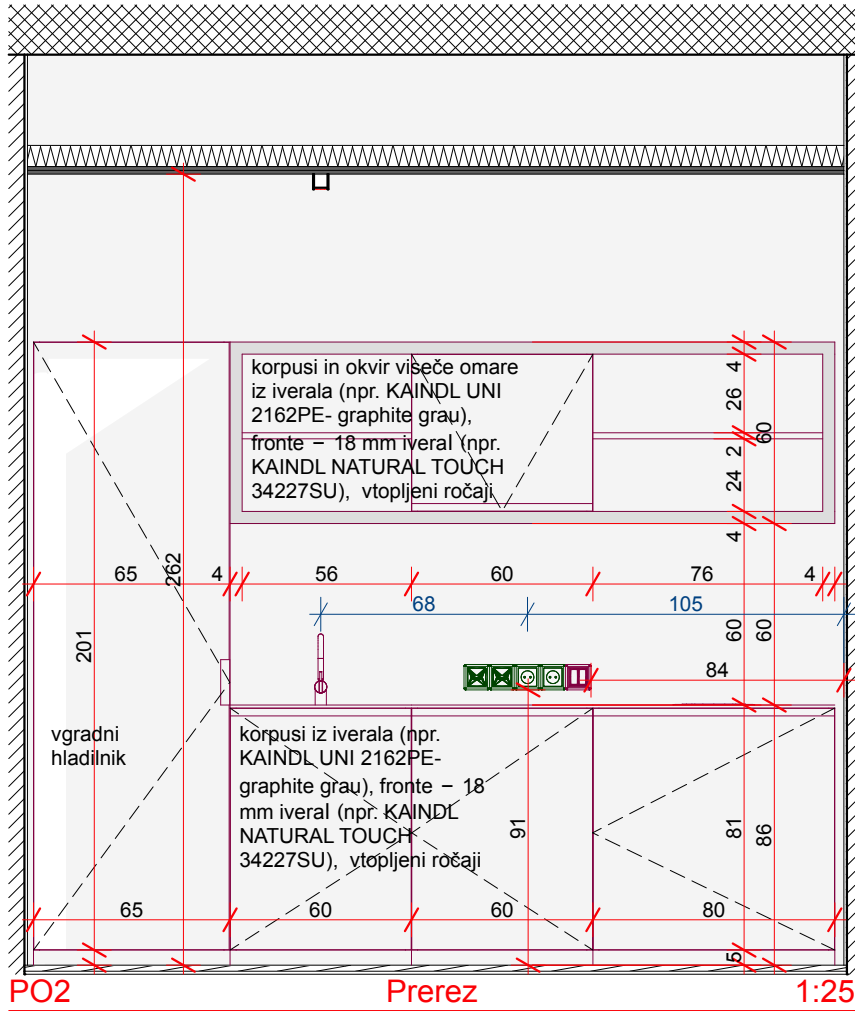 korpusi in okvir viseče omare
iz iverala (npr. KAINDL UNI
2162PE- graphite grau),
fronte – 18 mm iveral (npr.
KAINDL NATURAL TOUCH
34227SU), vtopljeni ročaji
4
26
60
2
24
4
65
262
4
56
60
76
4
68
105
201
60
60
84
vgradni
hladilnik
korpusi iz iverala (npr.
KAINDL UNI 2162PE-
graphite grau), fronte – 18
mm iveral (npr. KAINDL
NATURAL TOUCH
34227SU), vtopljeni ročaji
91
81
86
65
60
60
80
5
PO2 Prerez 1:25